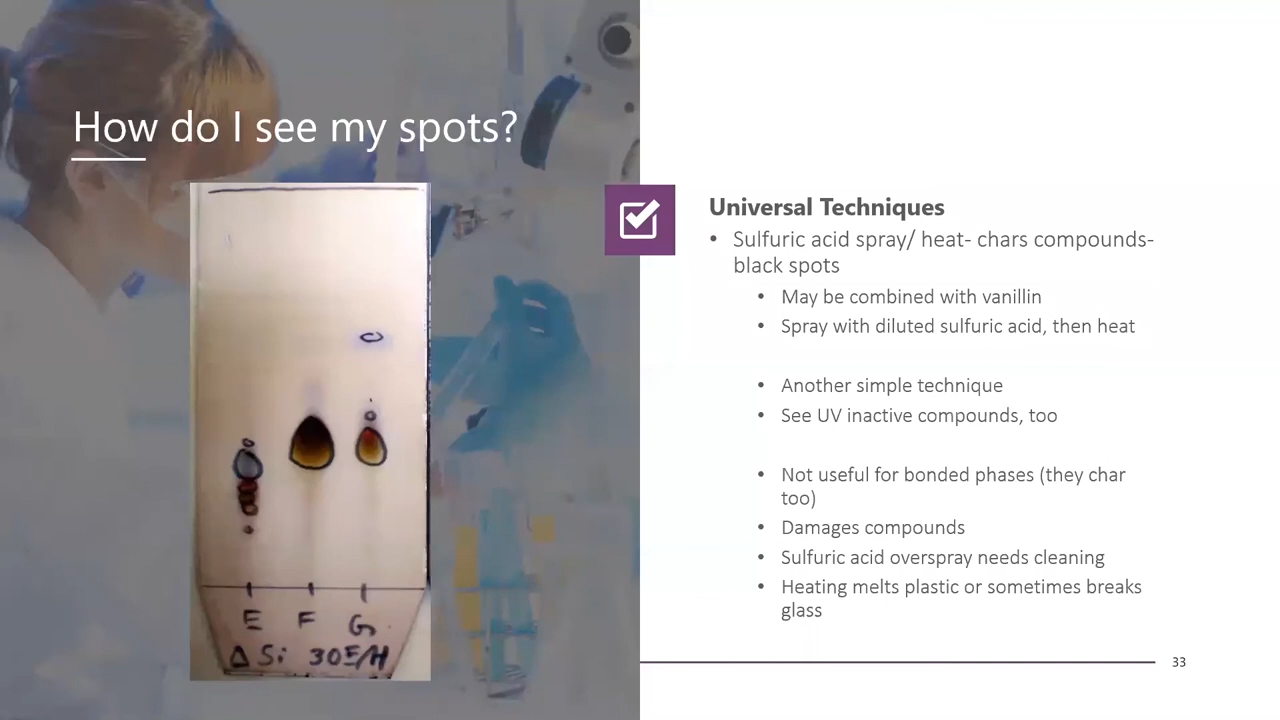 How do I see my spots?
E F G
Δ Si 30E/H
Universal Techniques
• Sulfuric acid spray/ heat- chars compounds-
black spots
• May be combined with vanillin
• Spray with diluted sulfuric acid, then heat
• Another simple technique
• See UV inactive compounds, too
• Not useful for bonded phases (they char
too)
• Damages compounds
• Sulfuric acid overspray needs cleaning
• Heating melts plastic or sometimes breaks
glass
33